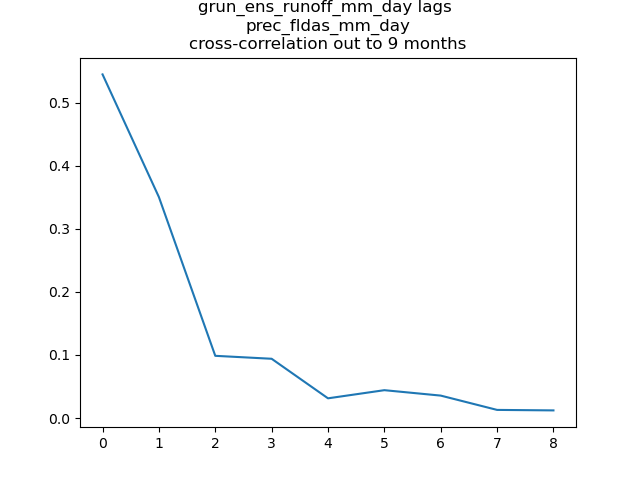 grun_ens_runoff_mm_day lags
prec_fldas_mm_day
cross-correlation out to 9 months
0.5
0.4
0.3
0.2
0.1
0.0
0 1 2 3 4 5 6 7 8